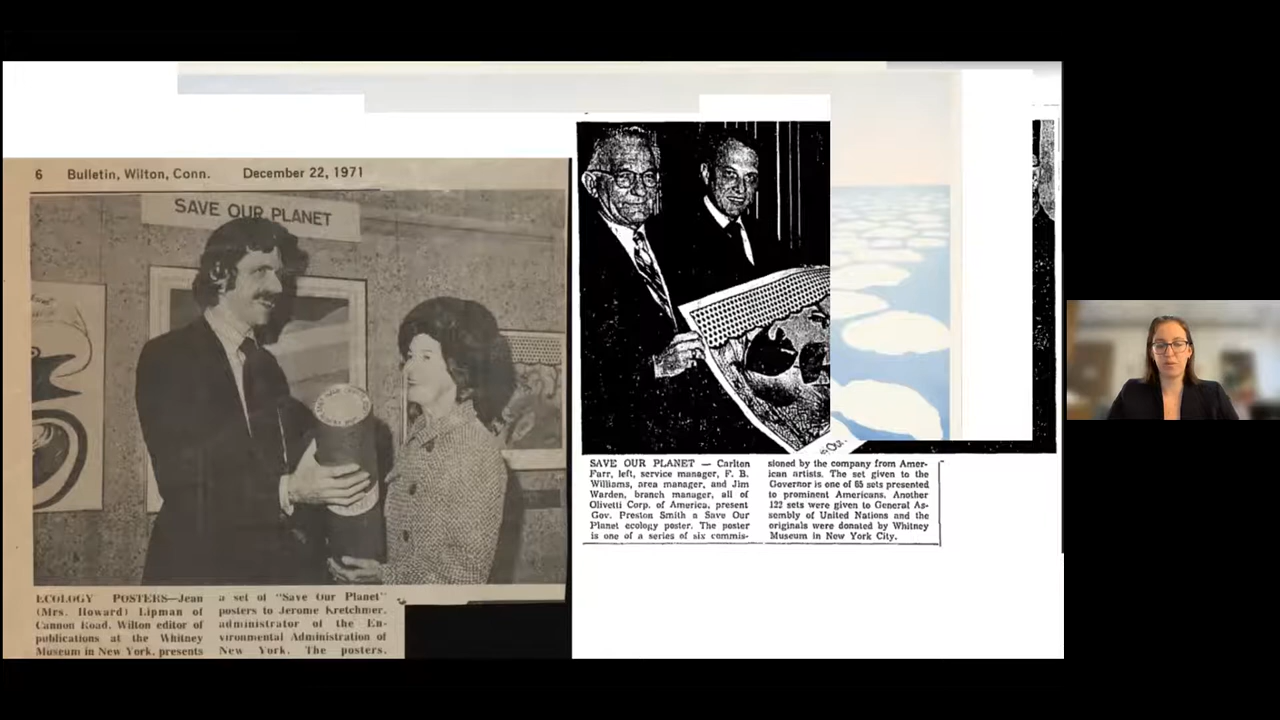 6 Bulletin, Wilton, Conn. December 22, 1971
SAVE OUR PLANET
ECOLOGY POSTERS—Jean
(Mrs. Howard) Lipman of
Cannon Road, Wilton editor of
publications at the Whitney
Museum in New York, presents
a set of "Save Our Planet"
posters to Jerome Kretchmer,
administrator of the En-
vironmental Administration of
New York. The posters,
SAVE OUR PLANET — Carlton
Farr, left, service manager, F. B.
Williams, area manager, and Jim
Warden, branch manager, all of
Olivetti Corp. of America, present
Gov. Preston Smith a Save Our
Planet ecology poster. The poster
is one of a series of six commis-
sioned by the company from Amer-
ican artists. The set given to the
Governor is one of 65 sets presented
to prominent Americans. Another
122 sets were given to General As-
sembly of United Nations and the
originals were donated by Whitney
Museum in New York City.